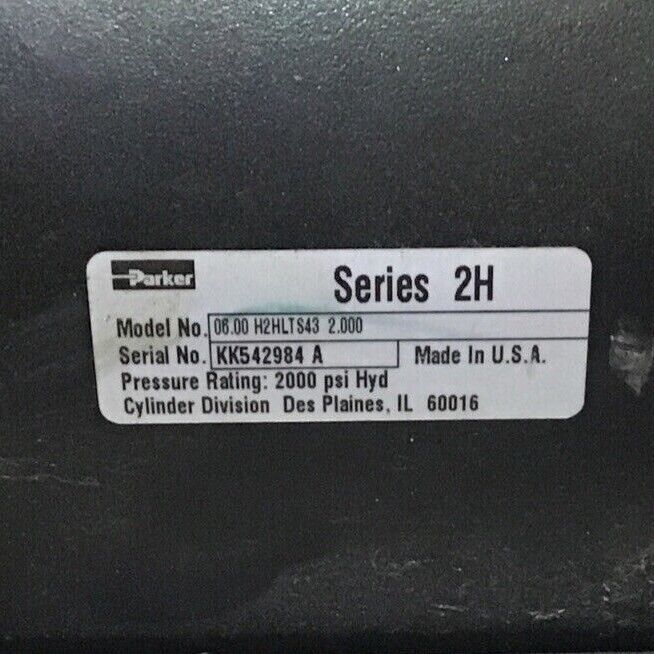 Parker
Series 2H
Model No. 06.00 H2HLTS43 2.000
Serial No. KK542984 A Made In U.S.A.
Pressure Rating: 2000 psi Hyd
Cylinder Division Des Plaines, IL 60016